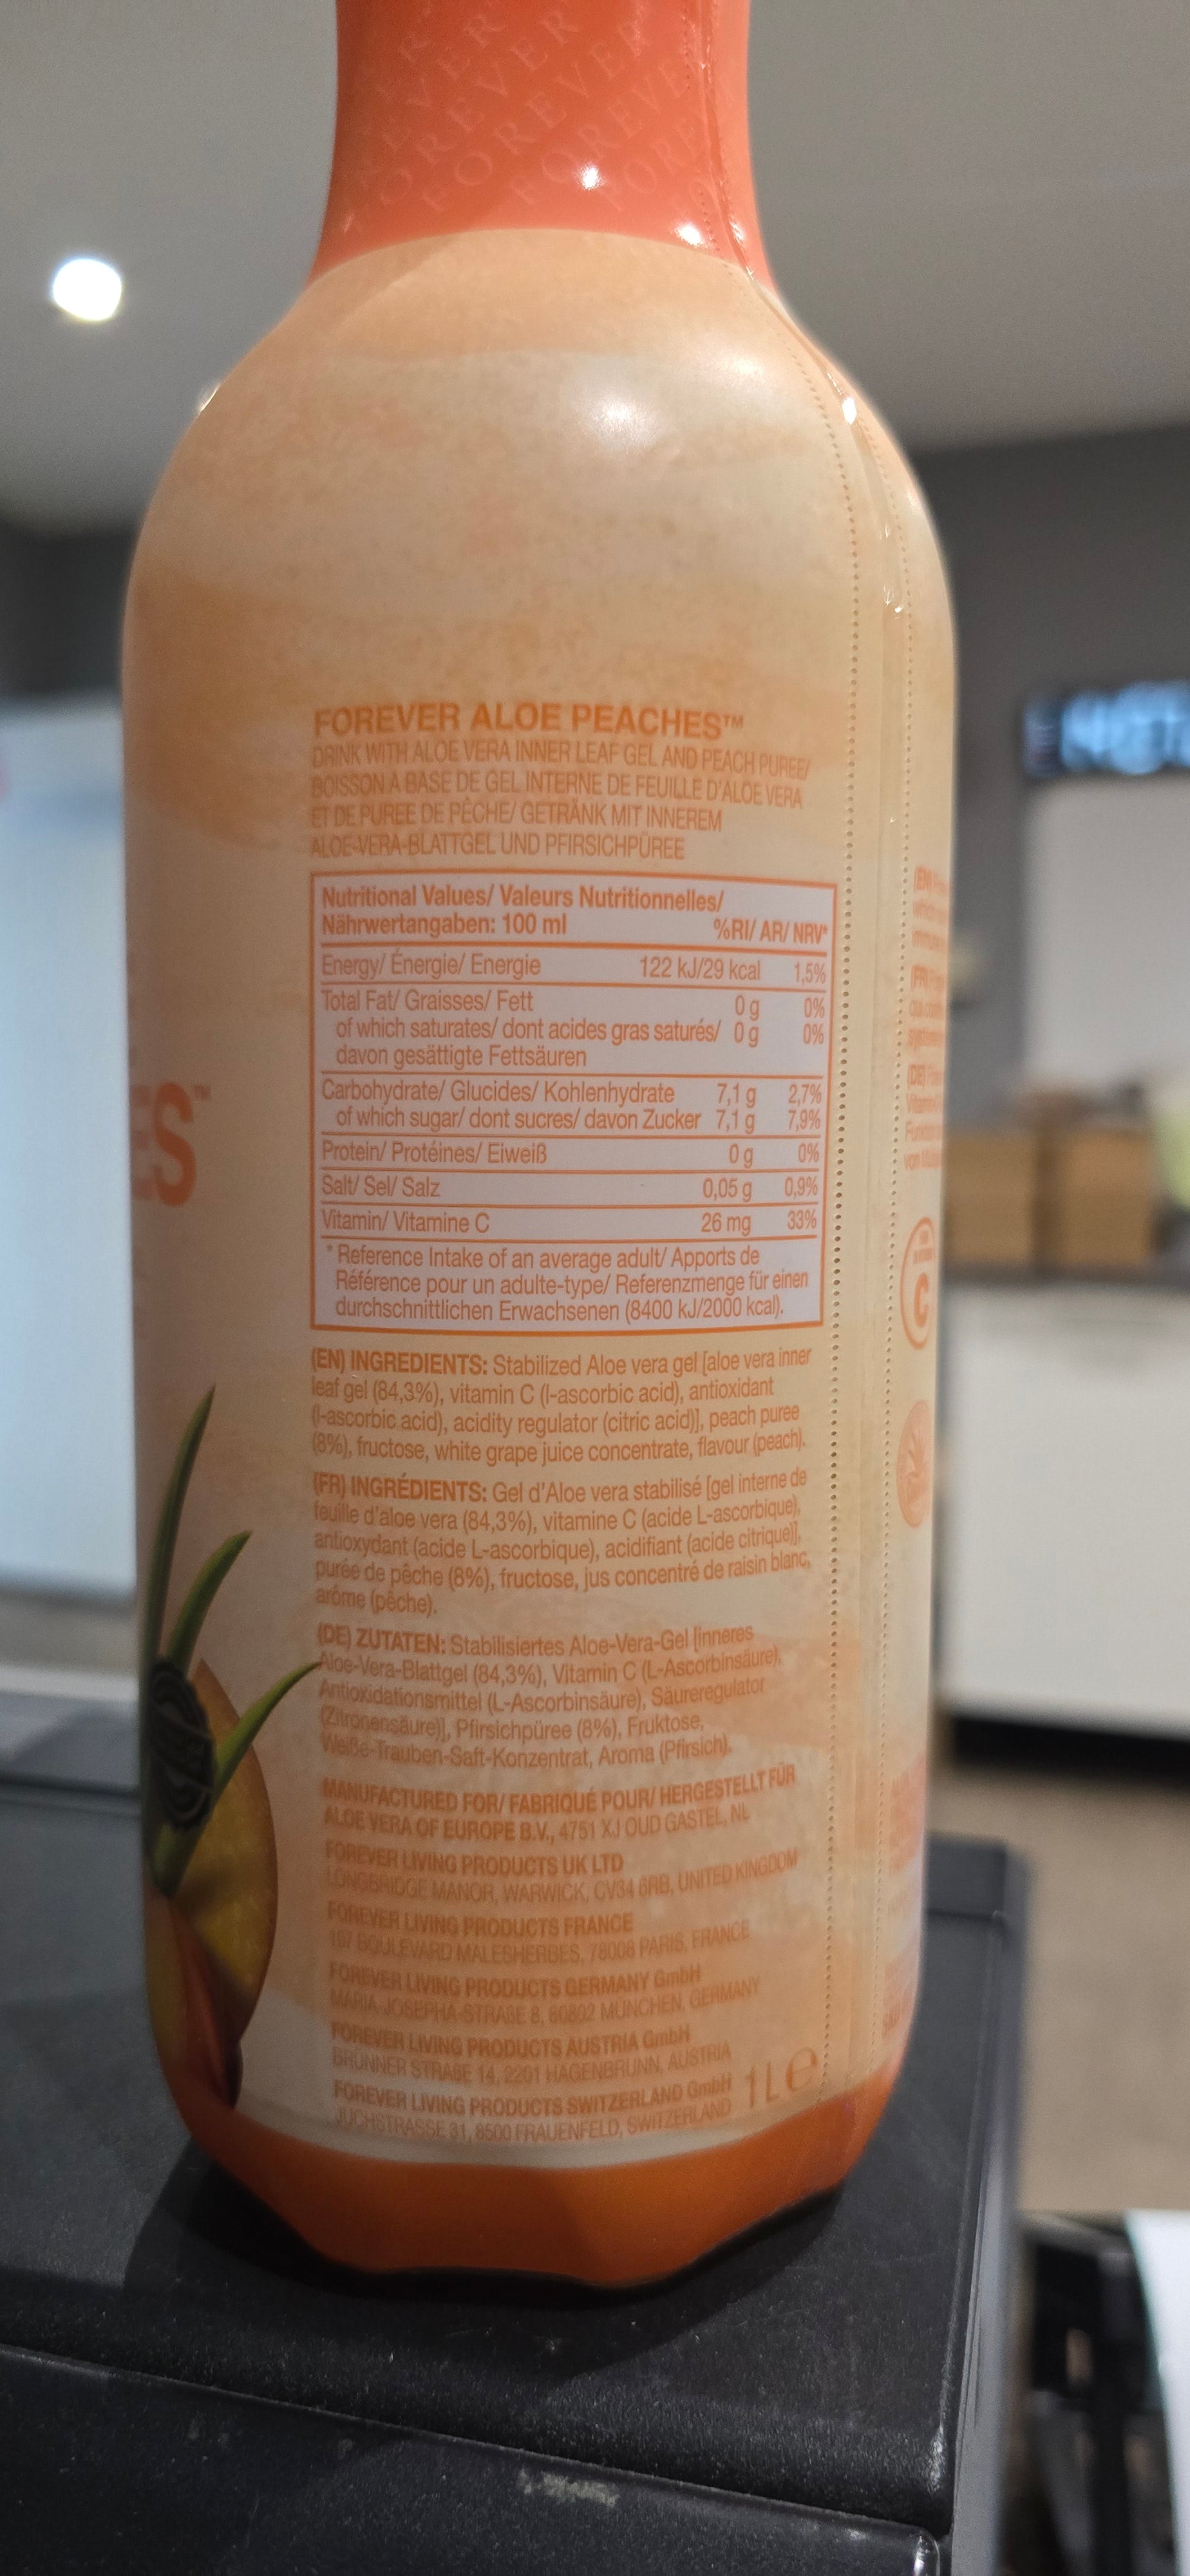 FOREVER
FOREVER
FOREVER
FOREVER ALOE PEACHES™
DRINK WITH ALOE VERA INNER LEAF GEL AND PEACH PUREE/
BOISSON À BASE DE GEL INTERNE DE FEUILLE D'ALOE VERA
ET DE PUREE DE PÊCHE/ GETRÄNK MIT INNEREM
ALOE-VERA-BLATTGEL UND PFIRSICHPÜREE
Nutritional Values/ Valeurs Nutritionnelles/
Nährwertangaben: 100 ml %RI/ AR/ NRV*
Energy/ Énergie/ Energie 122 kJ/29 kcal 1,5%
Total Fat/ Graisses/ Fett 0 g 0%
of which saturates/ dont acides gras saturés/ 0 g 0%
davon gesättigte Fettsäuren
Carbohydrate/ Glucides/ Kohlenhydrate 7,1 g 2,7%
of which sugar/ dont sucres/ davon Zucker 7,1 g 7,9%
Protein/ Protéines/ Eiweiß 0 g 0%
Salt/ Sel/ Salz 0,05 g 0,9%
Vitamin/ Vitamine C 26 mg 33%
* Reference Intake of an average adult/ Apports de
Référence pour un adulte-type/ Referenzmenge für einen
durchschnittlichen Erwachsenen (8400 kJ/2000 kcal).
(EN) INGREDIENTS: Stabilized Aloe vera gel [aloe vera inner
leaf gel (84,3%), vitamin C (l-ascorbic acid), antioxidant
(l-ascorbic acid), acidity regulator (citric acid)], peach puree
(8%), fructose, white grape juice concentrate, flavour (peach).
(FR) INGRÉDIENTS: Gel d'Aloe vera stabilisé [gel interne de
feuille d'aloe vera (84,3%), vitamine C (acide L-ascorbique),
antioxydant (acide L-ascorbique), acidifiant (acide citrique)],
purée de pêche (8%), fructose, jus concentré de raisin blanc,
arôme (pêche).
(DE) ZUTATEN: Stabilisiertes Aloe-Vera-Gel [inneres
Aloe-Vera-Blattgel (84,3%), Vitamin C (L-Ascorbinsäure),
Antioxidationsmittel (L-Ascorbinsäure), Säureregulator
(Zitronensäure)], Pfirsichpüree (8%), Fruktose,
Weiße-Trauben-Saft-Konzentrat, Aroma (Pfirsich).
MANUFACTURED FOR/ FABRIQUÉ POUR/ HERGESTELLT FÜR
ALOE VERA OF EUROPE B.V., 4751 XJ OUD GASTEL, NL
FOREVER LIVING PRODUCTS UK LTD
LONGBRIDGE MANOR, WARWICK, CV34 6RB, UNITED KINGDOM
FOREVER LIVING PRODUCTS FRANCE
197 BOULEVARD MALESHERBES, 75008 PARIS, FRANCE
FOREVER LIVING PRODUCTS GERMANY GmbH
MARIA-JOSEPHA-STRAßE 8, 80802 MÜNCHEN, GERMANY
FOREVER LIVING PRODUCTS AUSTRIA GmbH
BRÜNNER STRAßE 14, 2201 HAGENBRUNN, AUSTRIA
FOREVER LIVING PRODUCTS SWITZERLAND GmbH
JUCHSTRASSE 31, 8500 FRAUENFELD, SWITZERLAND
1L℮
ES™
(EN)
(FR)
(DE)
C